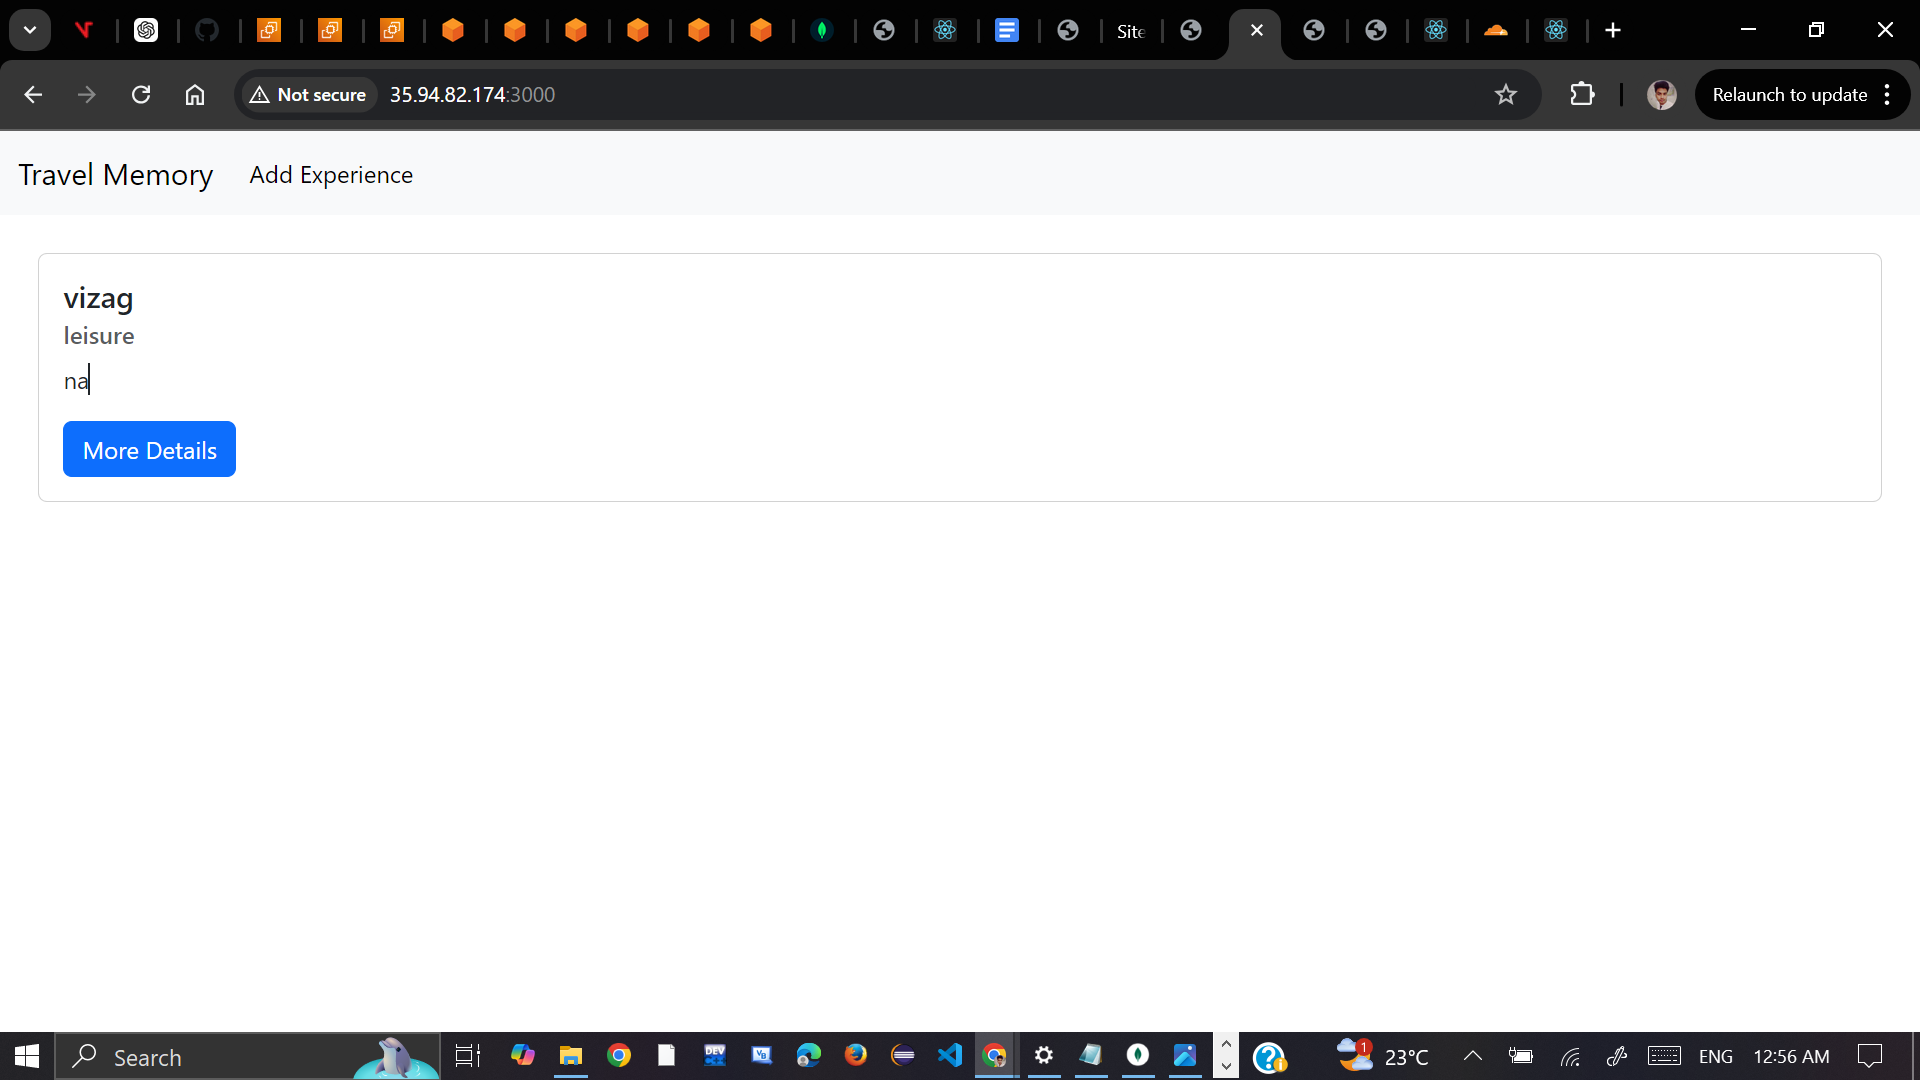 Site
Not secure 35.94.82.174:3000 Relaunch to update
Travel Memory Add Experience
vizag
leisure
na
More Details
Search DEV VB 1 23°C ENG 12:56 AM